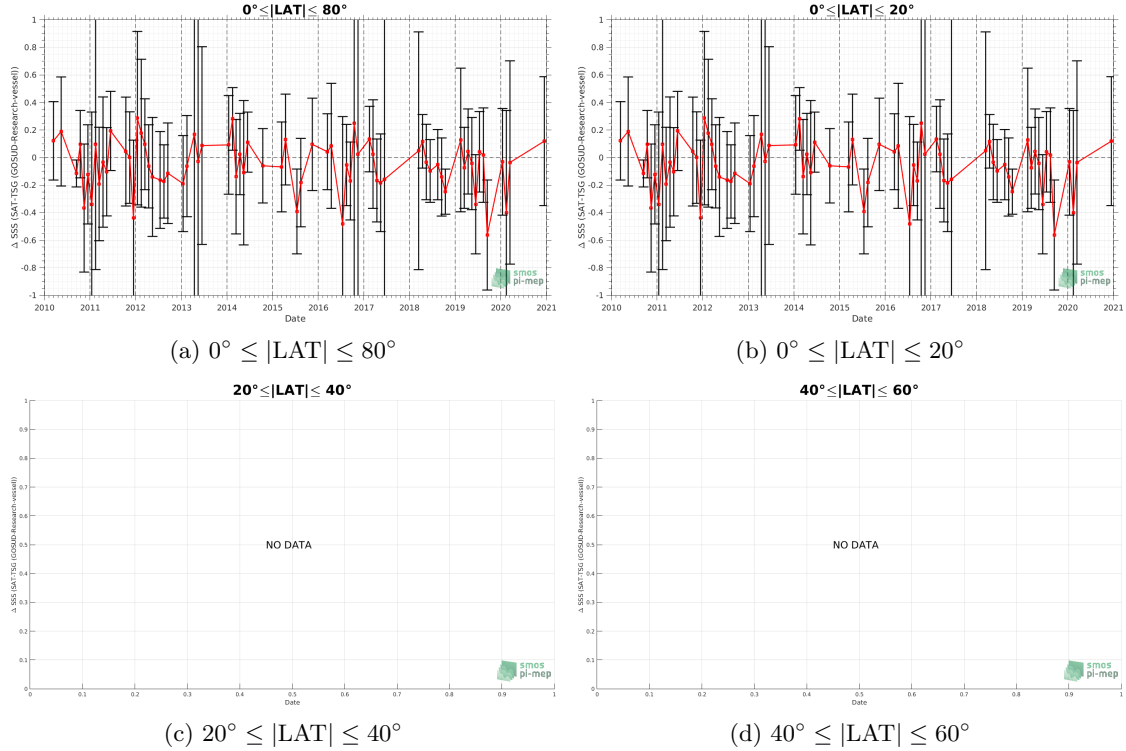 0°≤|LAT|≤ 80°
Δ SSS (SAT-TSG (GOSUD-Research-vessel))
1
0.8
0.6
0.4
0.2
0
-0.2
-0.4
-0.6
-0.8
-1
2010 2011 2012 2013 2014 2015 2016 2017 2018 2019 2020 2021
Date
smos
pi-mep
(a) 0° ≤ |LAT| ≤ 80°
0°≤|LAT|≤ 20°
Δ SSS (SAT-TSG (GOSUD-Research-vessel))
1
0.8
0.6
0.4
0.2
0
-0.2
-0.4
-0.6
-0.8
-1
2010 2011 2012 2013 2014 2015 2016 2017 2018 2019 2020 2021
Date
smos
pi-mep
(b) 0° ≤ |LAT| ≤ 20°
20°≤|LAT|≤ 40°
Δ SSS (SAT-TSG (GOSUD-Research-vessel))
1
0.9
0.8
0.7
0.6
0.5
0.4
0.3
0.2
0.1
0
NO DATA
0 0.1 0.2 0.3 0.4 0.5 0.6 0.7 0.8 0.9 1
Date
smos
pi-mep
(c) 20° ≤ |LAT| ≤ 40°
40°≤|LAT|≤ 60°
Δ SSS (SAT-TSG (GOSUD-Research-vessel))
1
0.9
0.8
0.7
0.6
0.5
0.4
0.3
0.2
0.1
0
NO DATA
0 0.1 0.2 0.3 0.4 0.5 0.6 0.7 0.8 0.9 1
Date
smos
pi-mep
(d) 40° ≤ |LAT| ≤ 60°